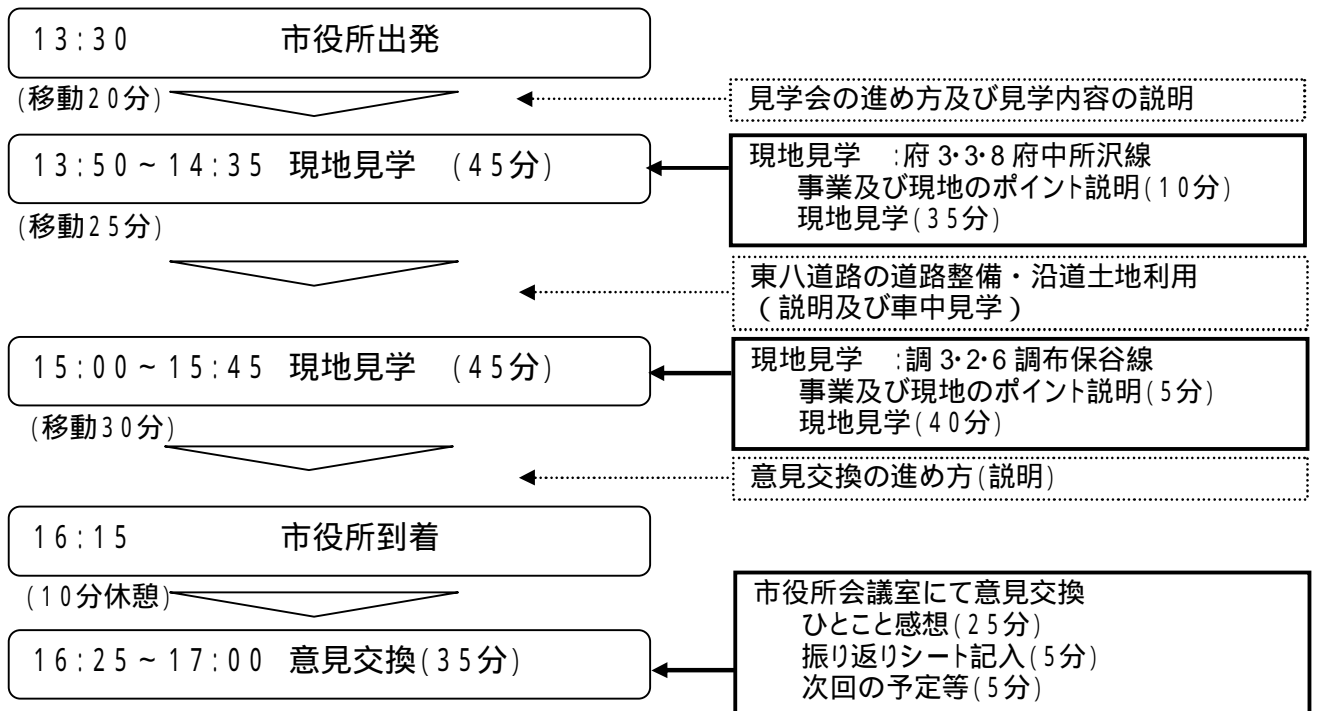 13:30 市役所出発
(移動20分)
見学会の進め方及び見学内容の説明
13:50~14:35 現地見学 (45分)
現地見学 :府3・3・8府中所沢線
事業及び現地のポイント説明(10分)
現地見学(35分)
(移動25分)
東八道路の道路整備・沿道土地利用
(説明及び車中見学)
15:00~15:45 現地見学 (45分)
現地見学 :調3・2・6調布保谷線
事業及び現地のポイント説明(5分)
現地見学(40分)
(移動30分)
意見交換の進め方(説明)
16:15 市役所到着
(10分休憩)
16:25~17:00 意見交換(35分)
市役所会議室にて意見交換
ひとこと感想(25分)
振り返りシート記入(5分)
次回の予定等(5分)